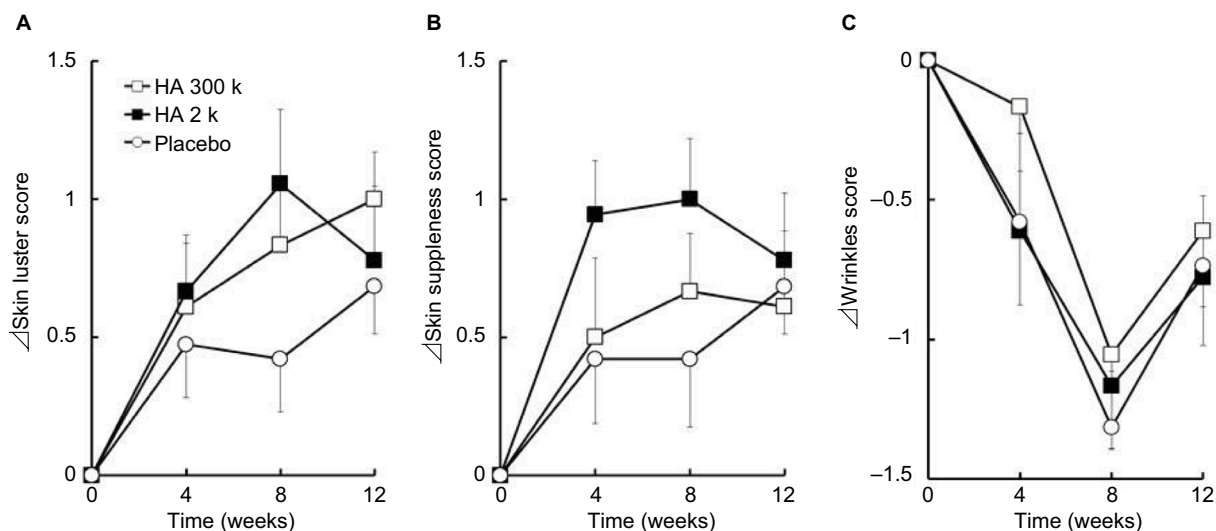 A
⊿Skin luster score
1.5
1
0.5
0
HA 300 k
HA 2 k
Placebo
0 4 8 12
Time (weeks)
B
⊿Skin suppleness score
1.5
1
0.5
0
0 4 8 12
Time (weeks)
C
⊿Wrinkles score
0
–0.5
–1
–1.5
0 4 8 12
Time (weeks)